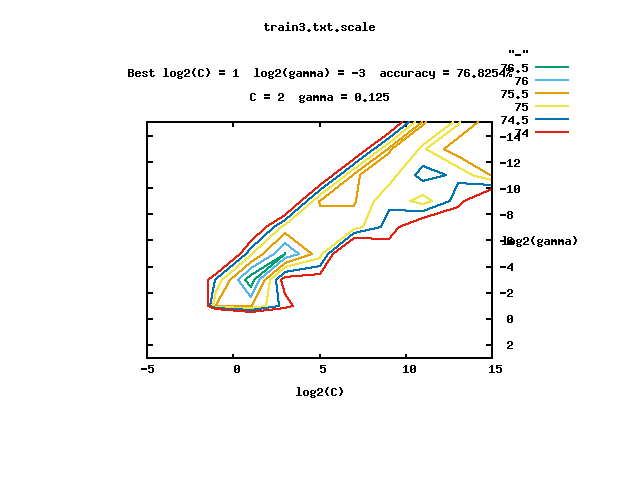 train3.txt.scale
Best log2(C) = 1  log2(gamma) = -3  accuracy = 76.8254%
C = 2  gamma = 0.125
"-"
76.5
76
75.5
75
74.5
74
-14
-12
-10
-8
-6
-4
-2
0
2
log2(gamma)
-5 0 5 10 15
log2(C)